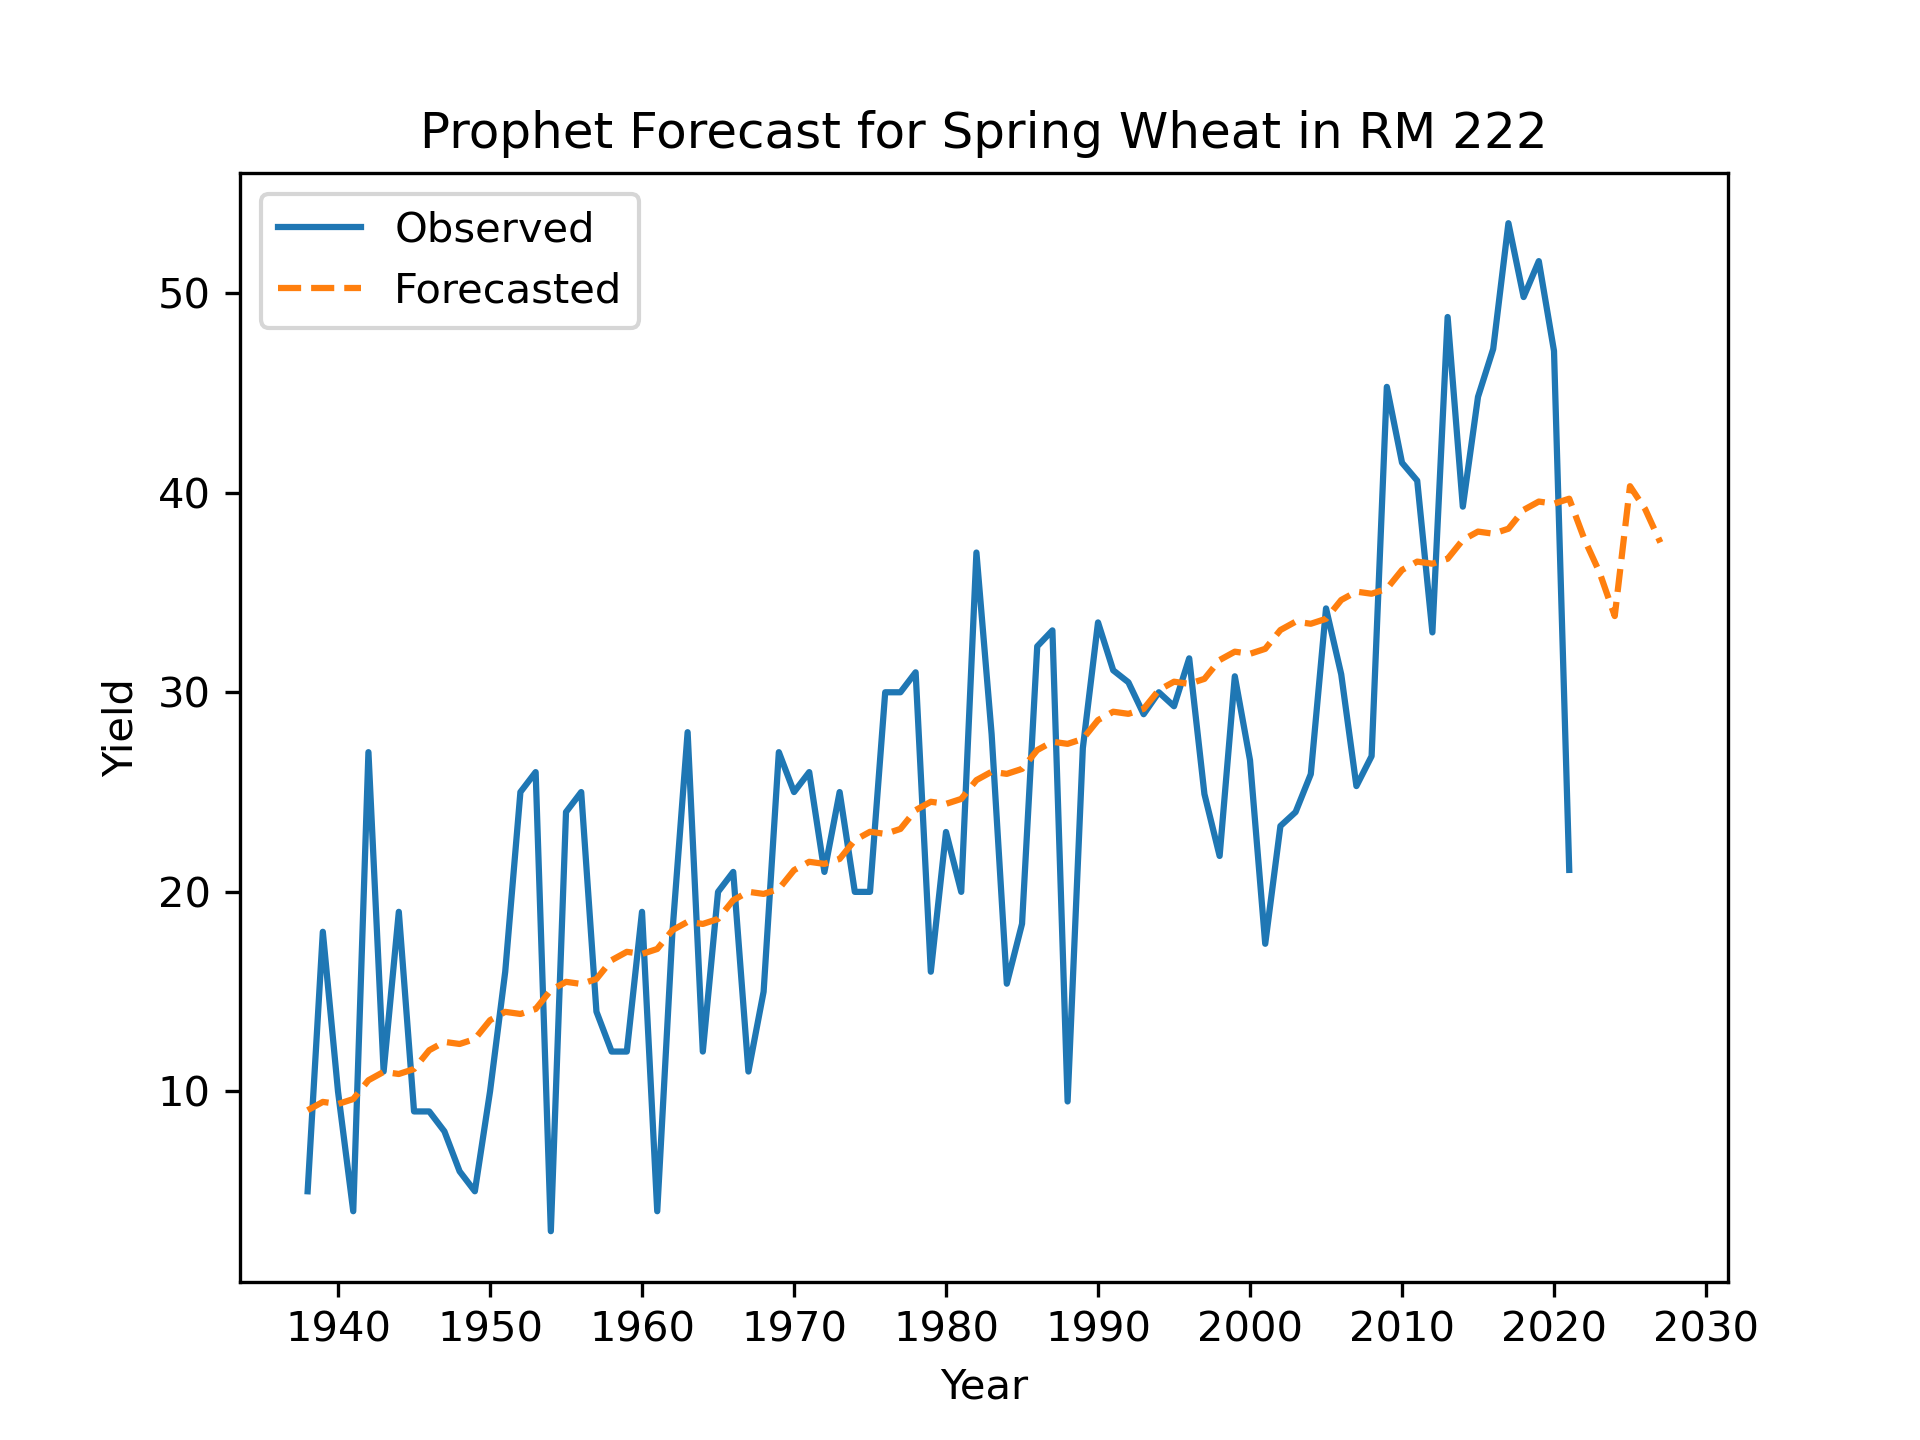 Prophet Forecast for Spring Wheat in RM 222
Observed
Forecasted
50
40
30
20
10
Yield
1940 1950 1960 1970 1980 1990 2000 2010 2020 2030
Year